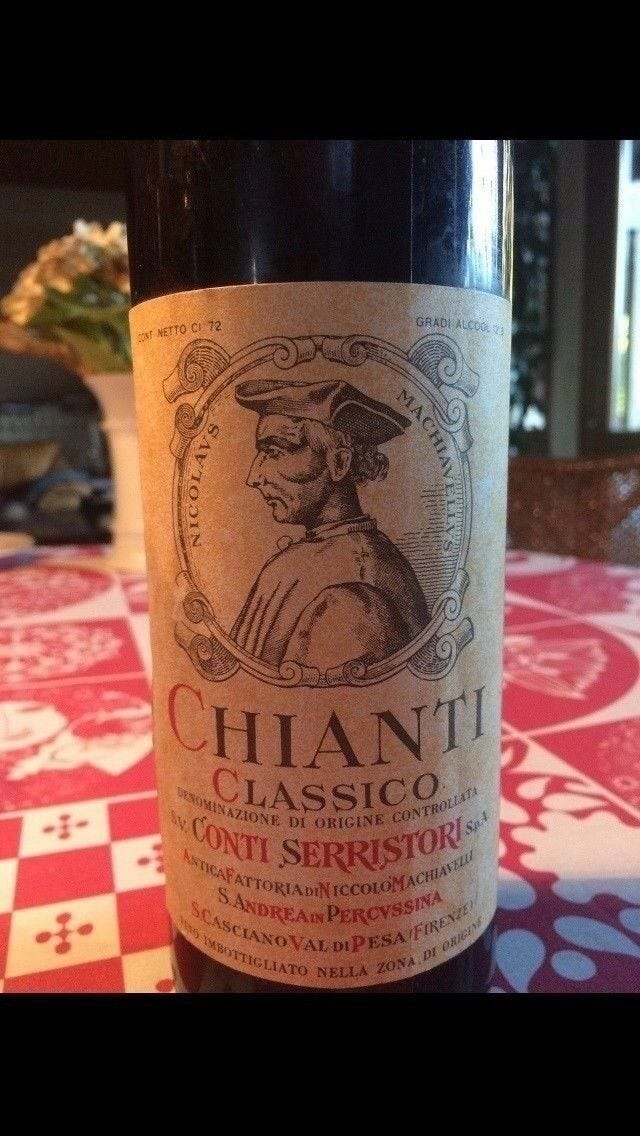 CONT. NETTO Cl 72
GRADI ALCOOL
NICOLAVS
MACHIAVELLVS
CHIANTI
CLASSICO
DENOMINAZIONE DI ORIGINE CONTROLLATA
CONTI SERRISTORI S.p.A.
ANTICA FATTORIA DI NICCOLO' MACHIAVELLI
S. ANDREA IN PERCVSSINA
S. CASCIANO VAL DI PESA (FIRENZE)
IMBOTTIGLIATO NELLA ZONA DI ORIGINE